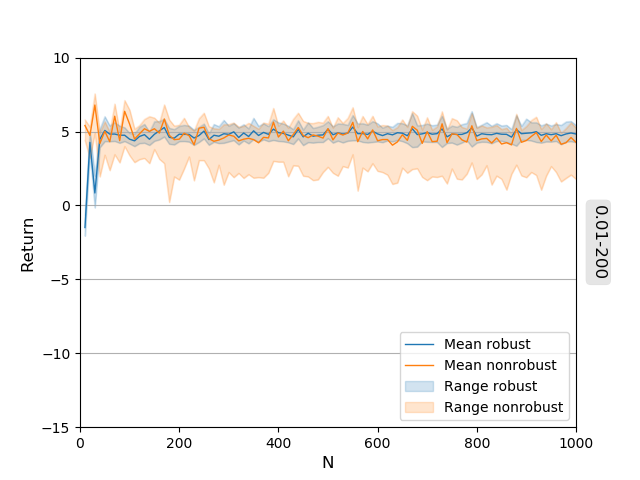 10
5
0
−5
−10
−15
Return
0
200
400
600
800
1000
N
Mean robust
Mean nonrobust
Range robust
Range nonrobust
0.01-200